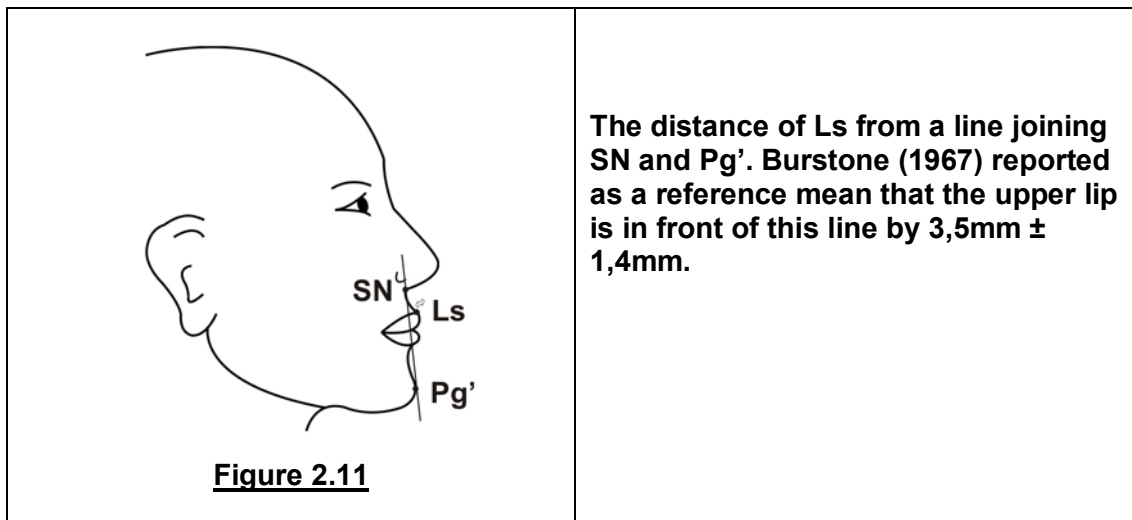 SN
Ls
Pg’
Figure 2.11
The distance of Ls from a line joining
SN and Pg’. Burstone (1967) reported
as a reference mean that the upper lip
is in front of this line by 3,5mm ±
1,4mm.